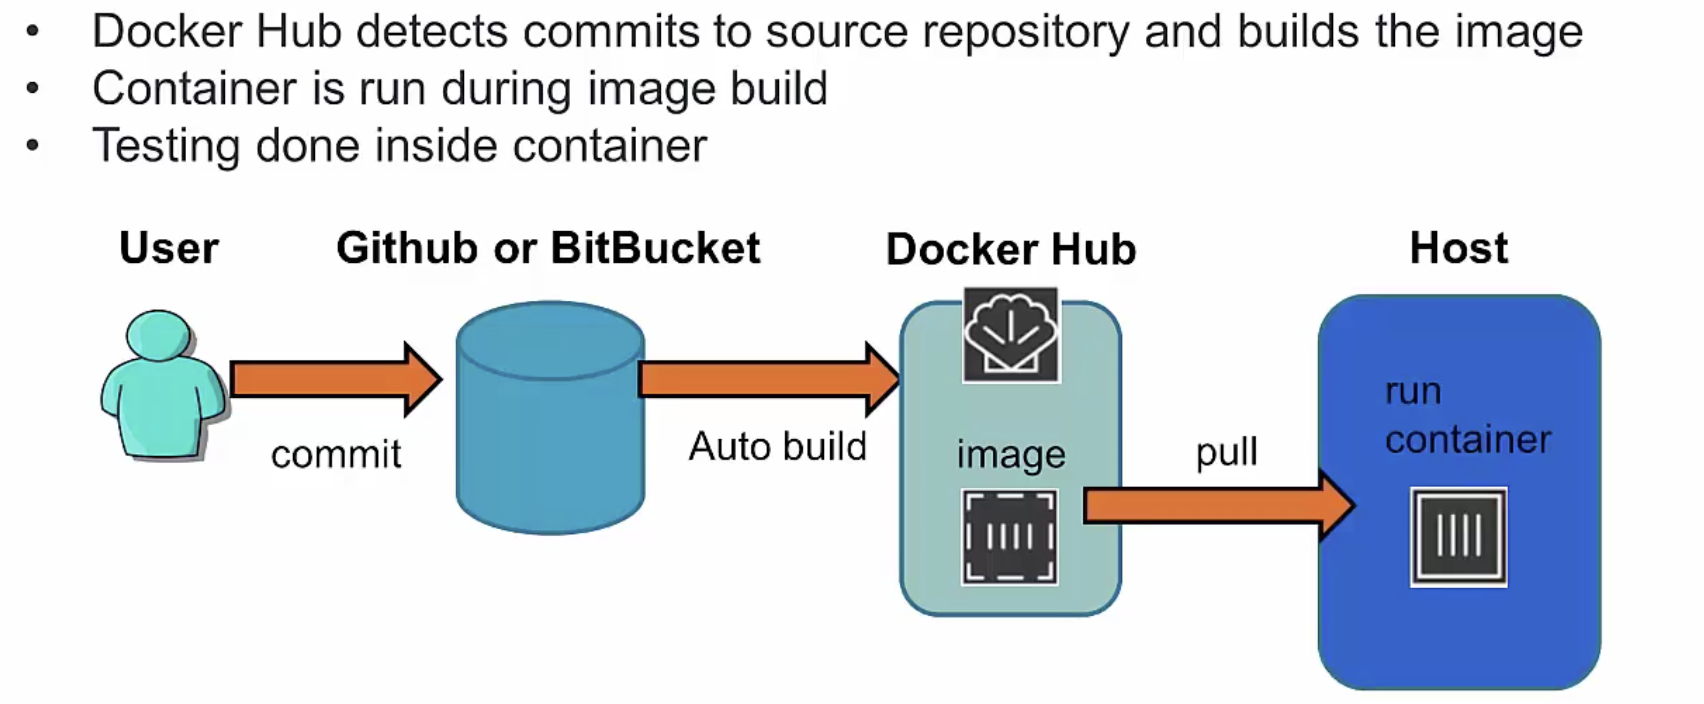 • Docker Hub detects commits to source repository and builds the image
• Container is run during image build
• Testing done inside container
User
Github or BitBucket
Docker Hub
Host
commit
Auto build
image
pull
run
container